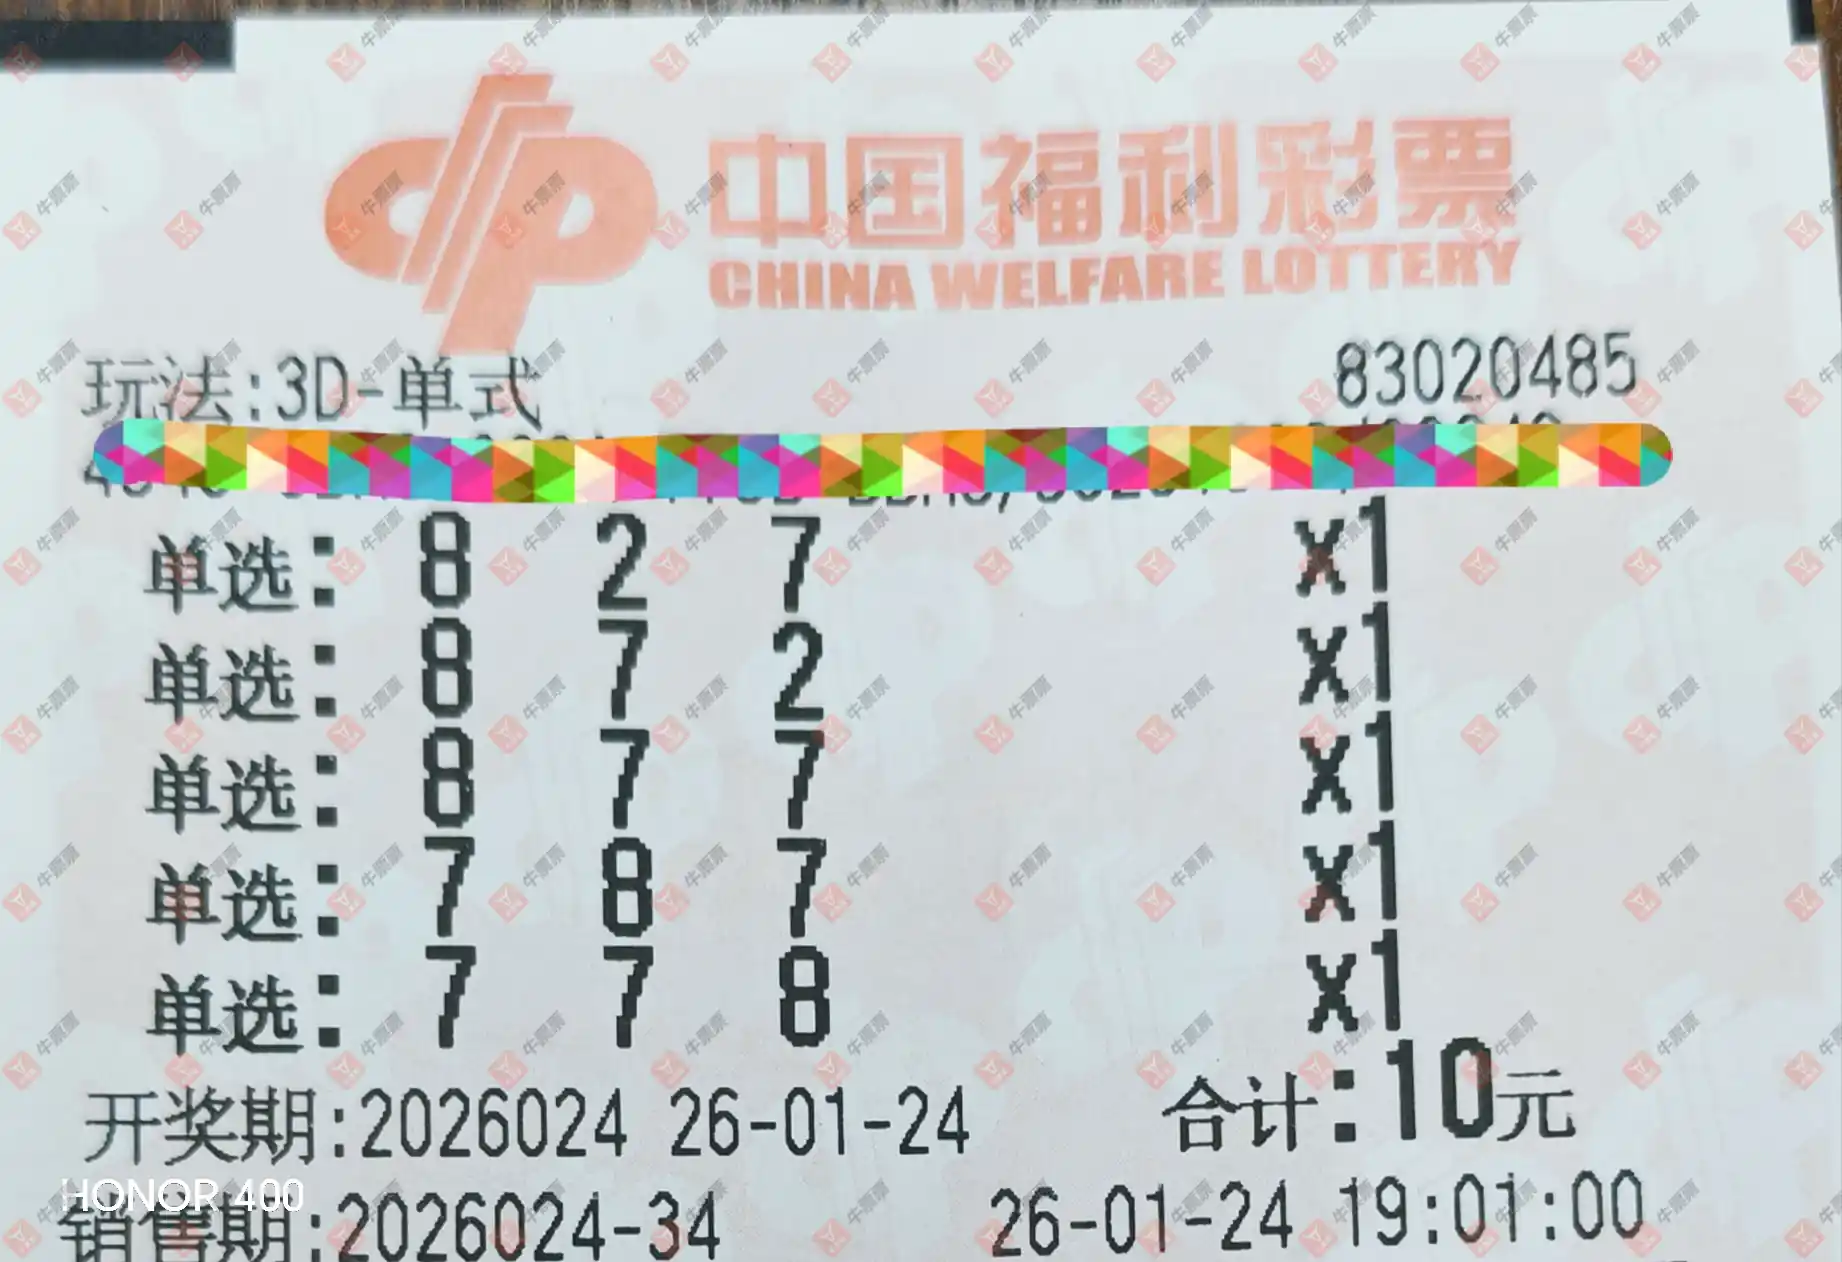 中国福利彩票
CHINA WELFARE LOTTERY
玩法:3D-单式 83020485
单选: 8 2 7 x1
单选: 8 7 2 x1
单选: 8 7 7 x1
单选: 7 8 7 x1
单选: 7 7 8 x1
开奖期:2026024 26-01-24 合计:10元
HONOR 400
销售期:2026024-34 26-01-24 19:01:00
牛票票